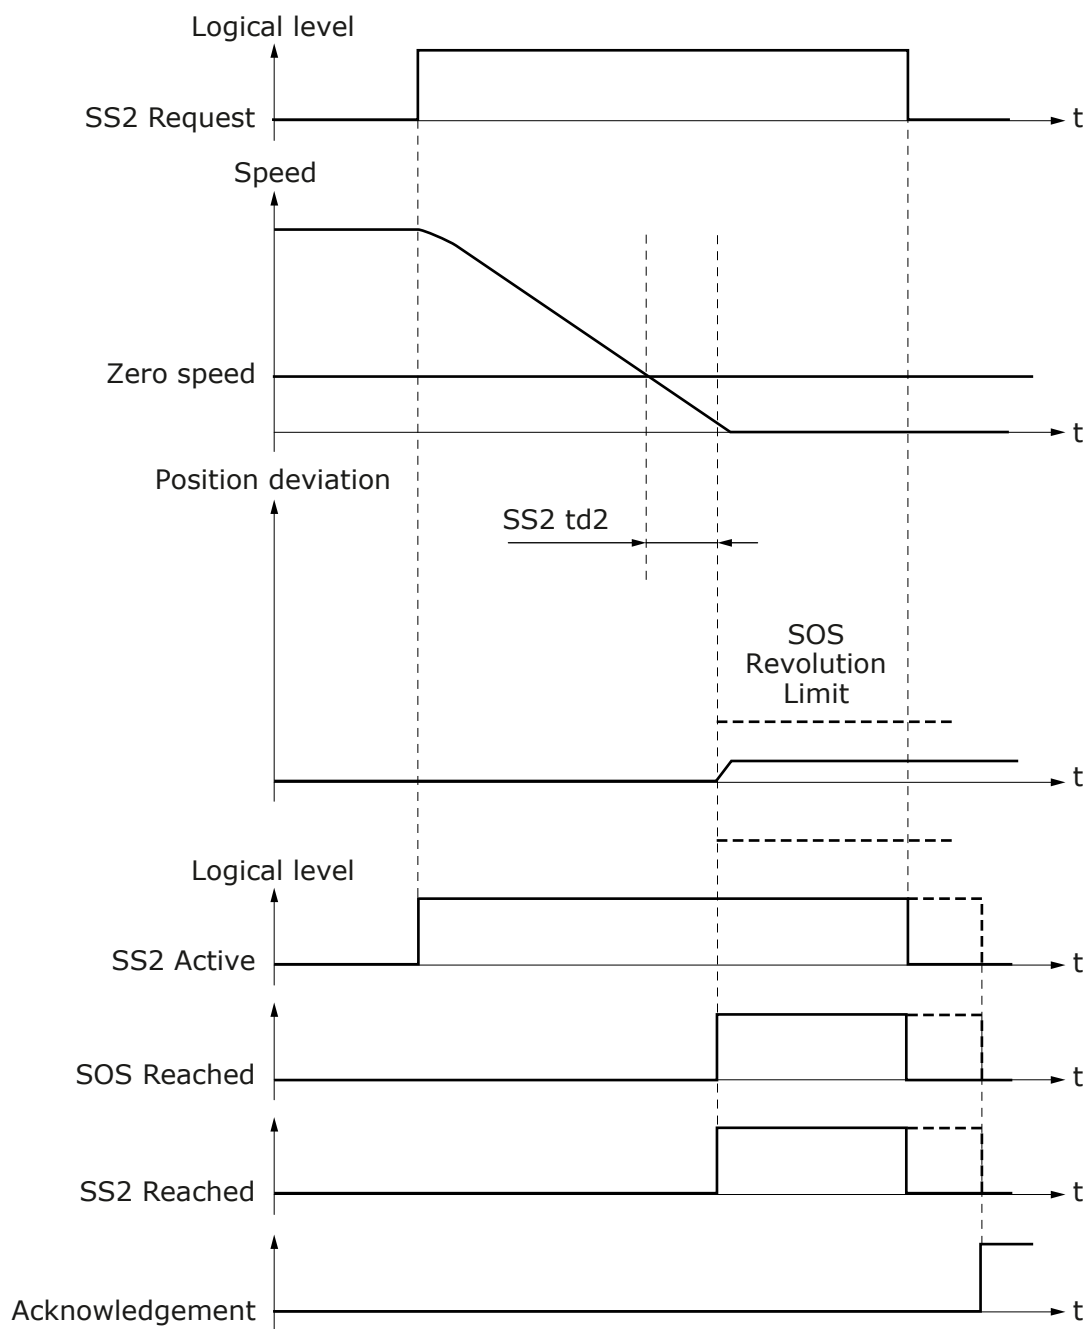 Logical level
SS2 Request
t
Speed
Zero speed
t
Position deviation
SS2 td2
SOS
Revolution
Limit
t
Logical level
SS2 Active
t
SOS Reached
t
SS2 Reached
t
Acknowledgement
t